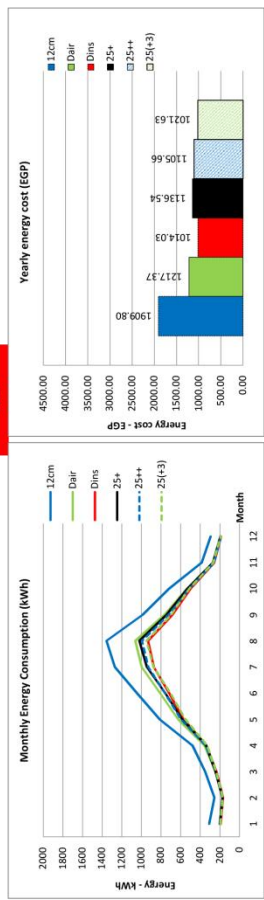 Monthly Energy Consumption (kWh)
Energy - kWh
2000
1800
1600
1400
1200
1000
800
600
400
200
0
1 2 3 4 5 6 7 8 9 10 11 12
Month
12cm
Dair
Dins
25+
25++
25(+3)
Yearly energy cost (EGP)
Energy cost - EGP
4500.00
4000.00
3500.00
3000.00
2500.00
2000.00
1500.00
1000.00
500.00
0.00
1909.80
1217.37
1014.03
1136.54
1105.66
1021.63
12cm
Dair
Dins
25+
25++
25(+3)